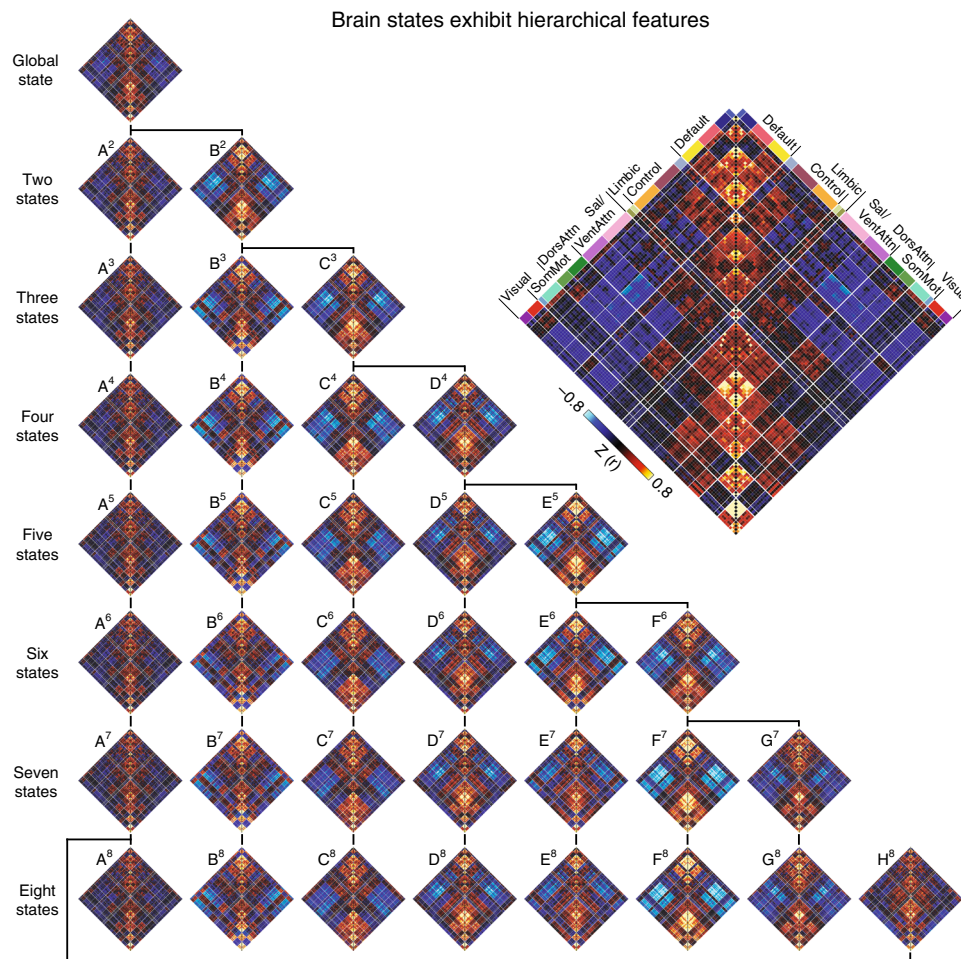 Brain states exhibit hierarchical features
Global
state
A²
B²
Two
states
A³
B³
C³
Three
states
A⁴
B⁴
C⁴
D⁴
Four
states
A⁵
B⁵
C⁵
D⁵
E⁵
Five
states
A⁶
B⁶
C⁶
D⁶
E⁶
F⁶
Six
states
A⁷
B⁷
C⁷
D⁷
E⁷
F⁷
G⁷
Seven
states
A⁸
B⁸
C⁸
D⁸
E⁸
F⁸
G⁸
H⁸
Eight
states
Visual
SomMot
DorsAttn
VentAttn
Sal/
Limbic
Control
Default
Default
Control
Limbic
Sal/
VentAttn
DorsAttn
SomMot
Visual
−0.8
Z (r)
0.8